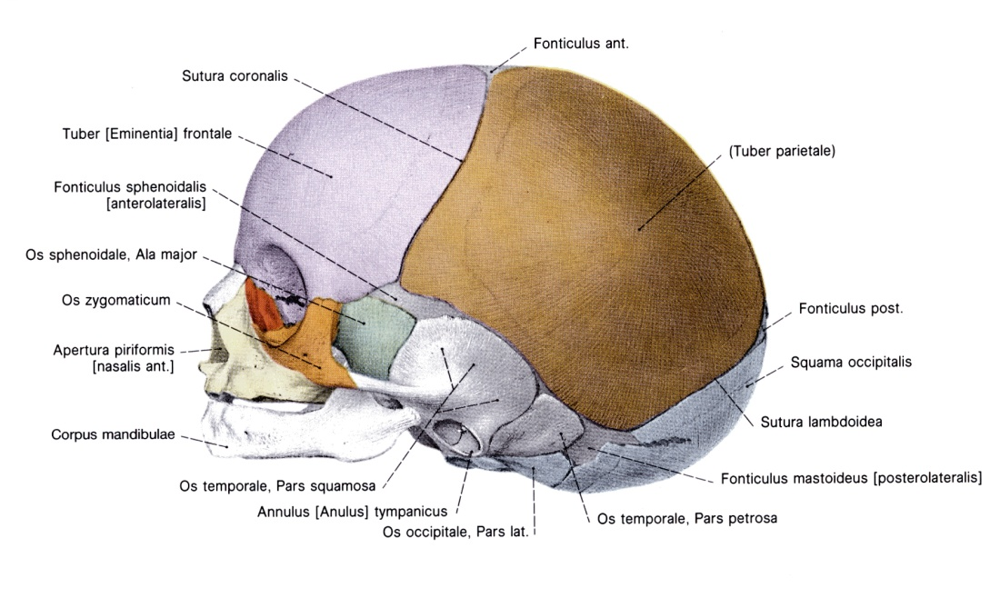 Fonticulus ant.
Sutura coronalis
Tuber [Eminentia] frontale
(Tuber parietale)
Fonticulus sphenoidalis
[anterolateralis]
Os sphenoidale, Ala major
Os zygomaticum
Fonticulus post.
Apertura piriformis
[nasalis ant.]
Squama occipitalis
Sutura lambdoidea
Corpus mandibulae
Fonticulus mastoideus [posterolateralis]
Os temporale, Pars squamosa
Annulus [Anulus] tympanicus
Os temporale, Pars petrosa
Os occipitale, Pars lat.